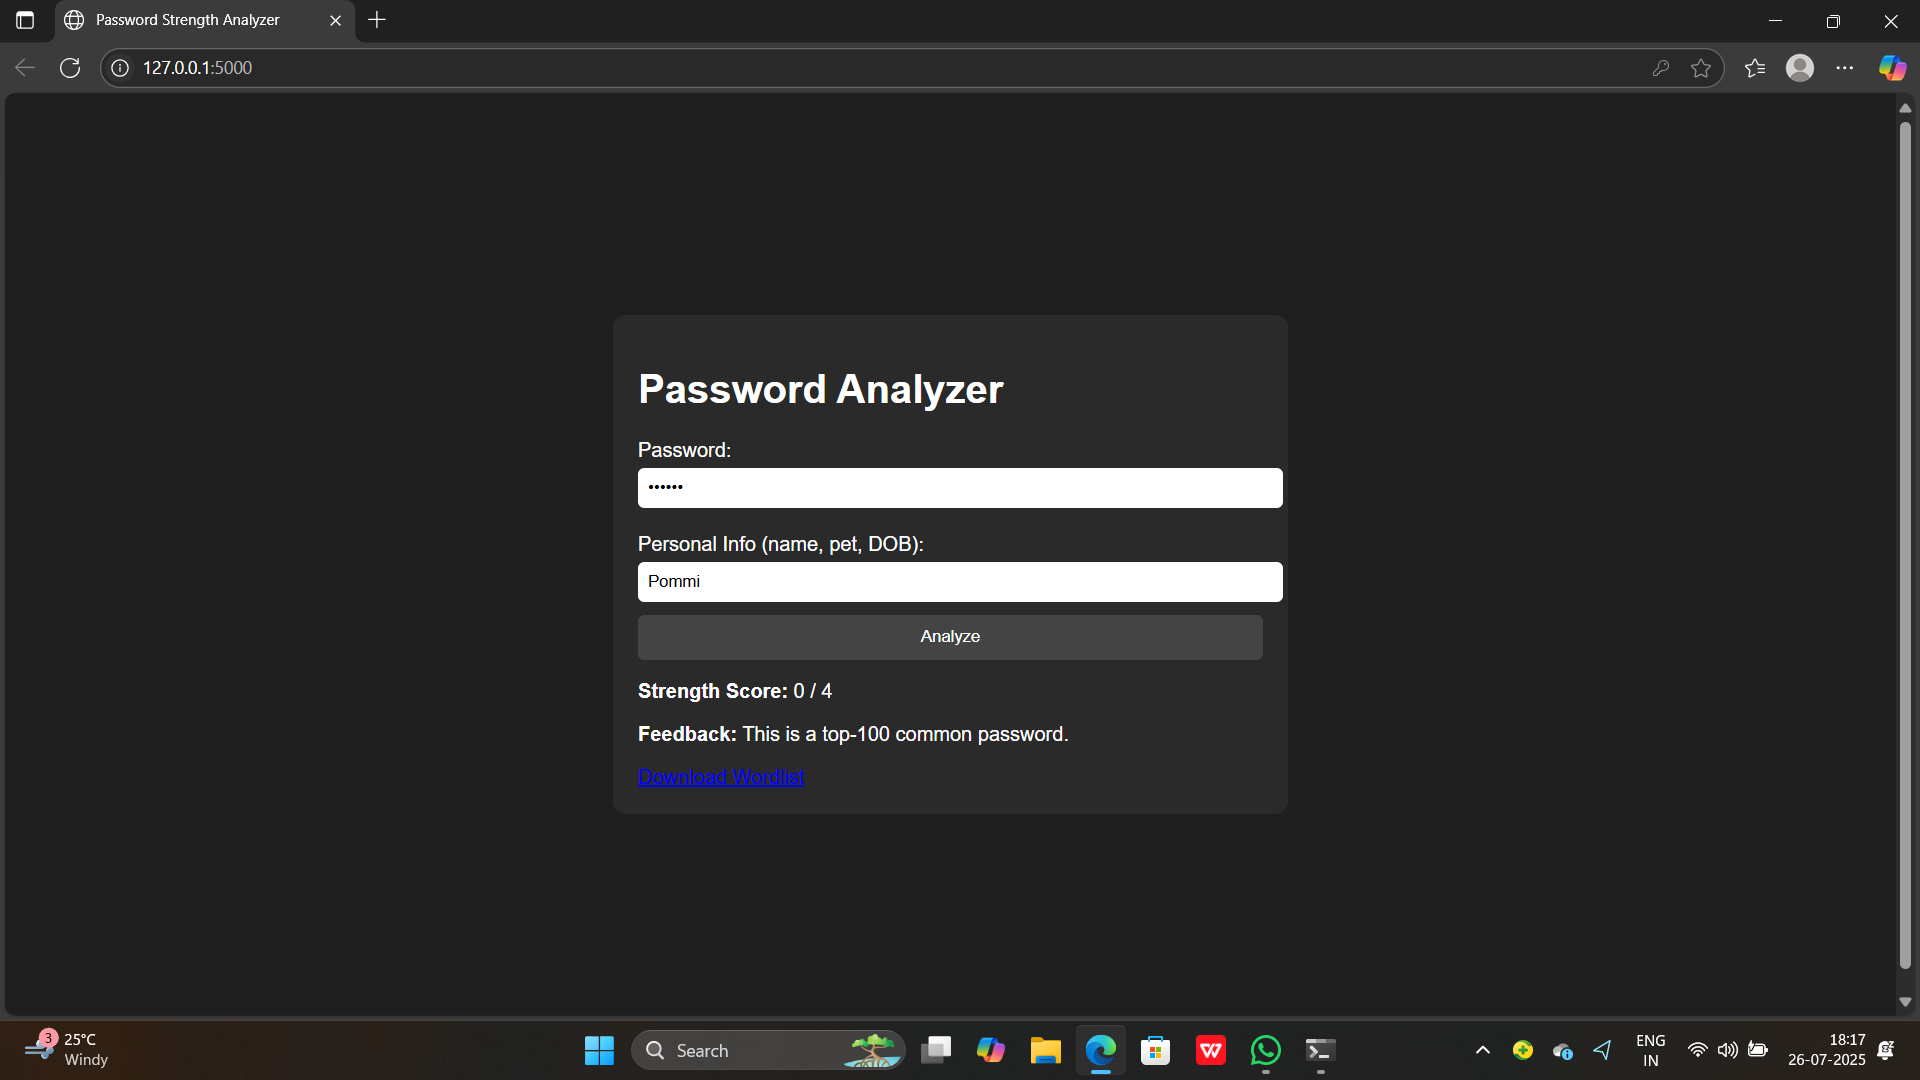 Password Strength Analyzer
127.0.0.1:5000
Password Analyzer
Password:
••••••
Personal Info (name, pet, DOB):
Pommi
Analyze
Strength Score: 0 / 4
Feedback: This is a top-100 common password.
Download Wordlist
3
25°C
Windy
Search
W
ENG
IN
18:17
26-07-2025